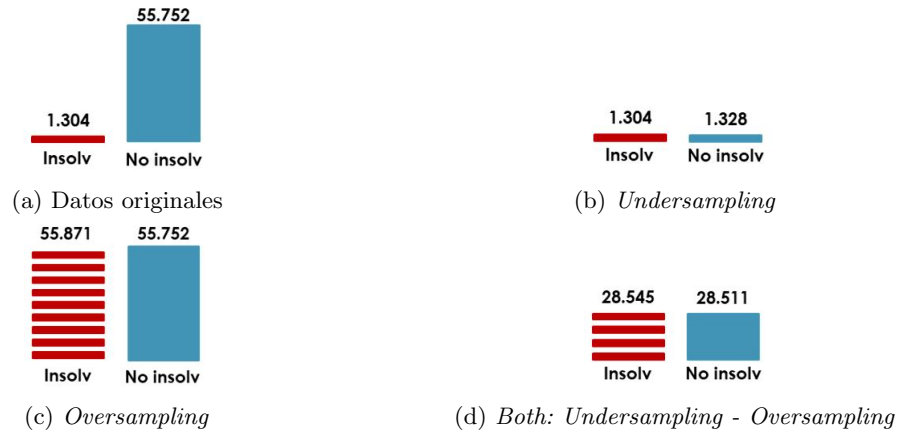 55.752
1.304
Insolv No insolv
(a) Datos originales
1.304 1.328
Insolv No insolv
(b) Undersampling
55.871 55.752
Insolv No insolv
(c) Oversampling
28.545 28.511
Insolv No insolv
(d) Both: Undersampling - Oversampling